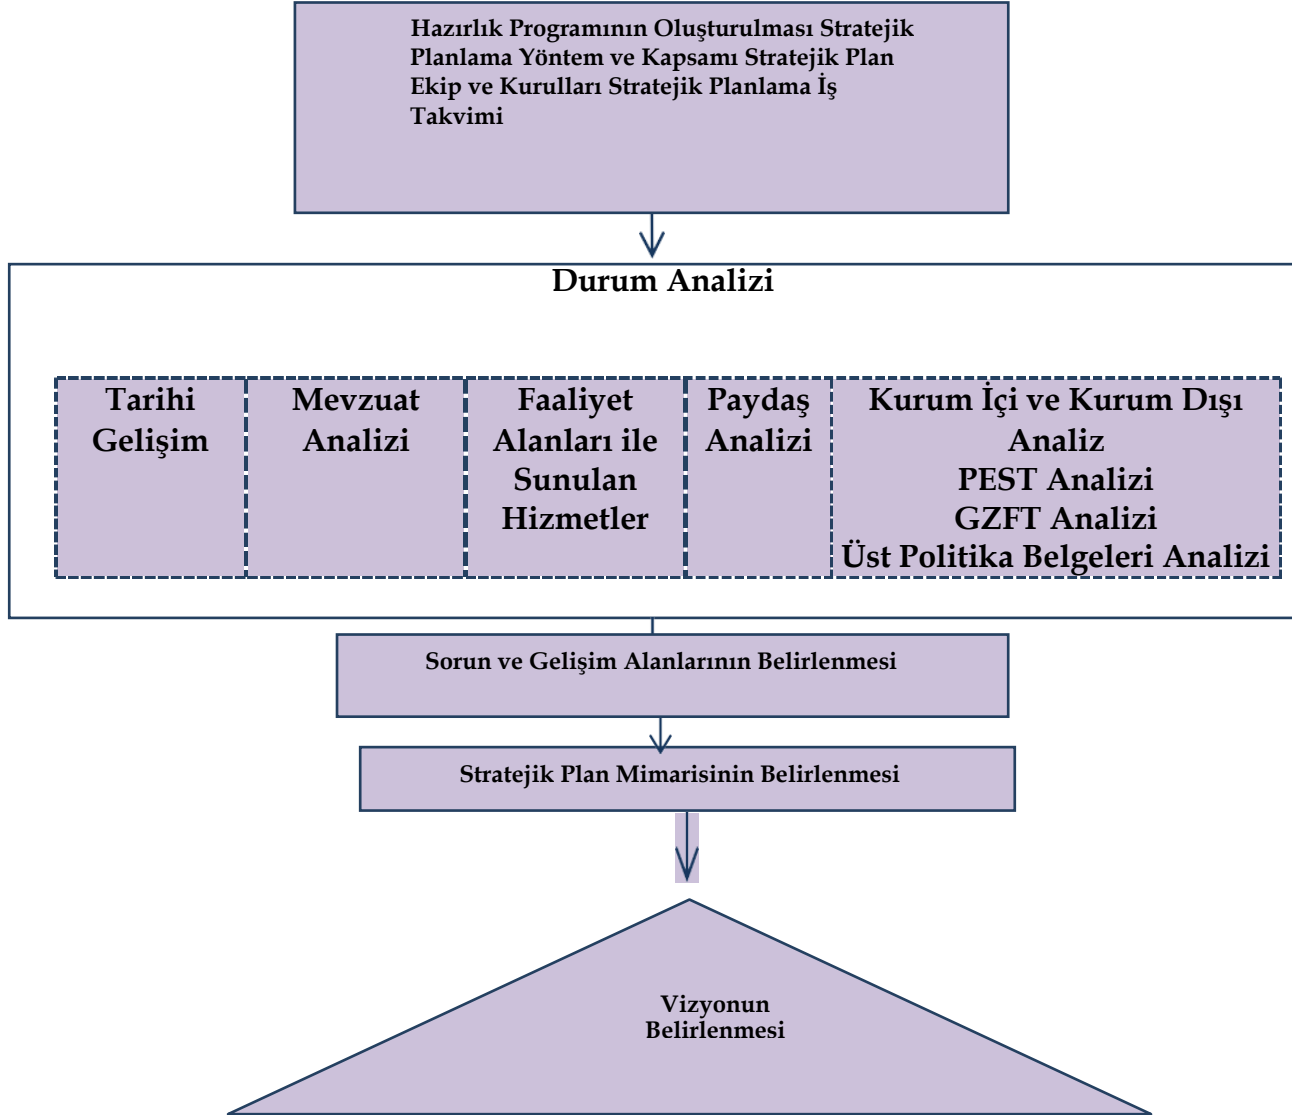 Hazırlık Programının Oluşturulması Stratejik
Planlama Yöntem ve Kapsamı Stratejik Plan
Ekip ve Kurulları Stratejik Planlama İş
Takvimi
Durum Analizi
Tarihi
Gelişim
Mevzuat
Analizi
Faaliyet
Alanları ile
Sunulan
Hizmetler
Paydaş
Analizi
Kurum İçi ve Kurum Dışı
Analiz
PEST Analizi
GZFT Analizi
Üst Politika Belgeleri Analizi
Sorun ve Gelişim Alanlarının Belirlenmesi
Stratejik Plan Mimarisinin Belirlenmesi
Vizyonun
Belirlenmesi